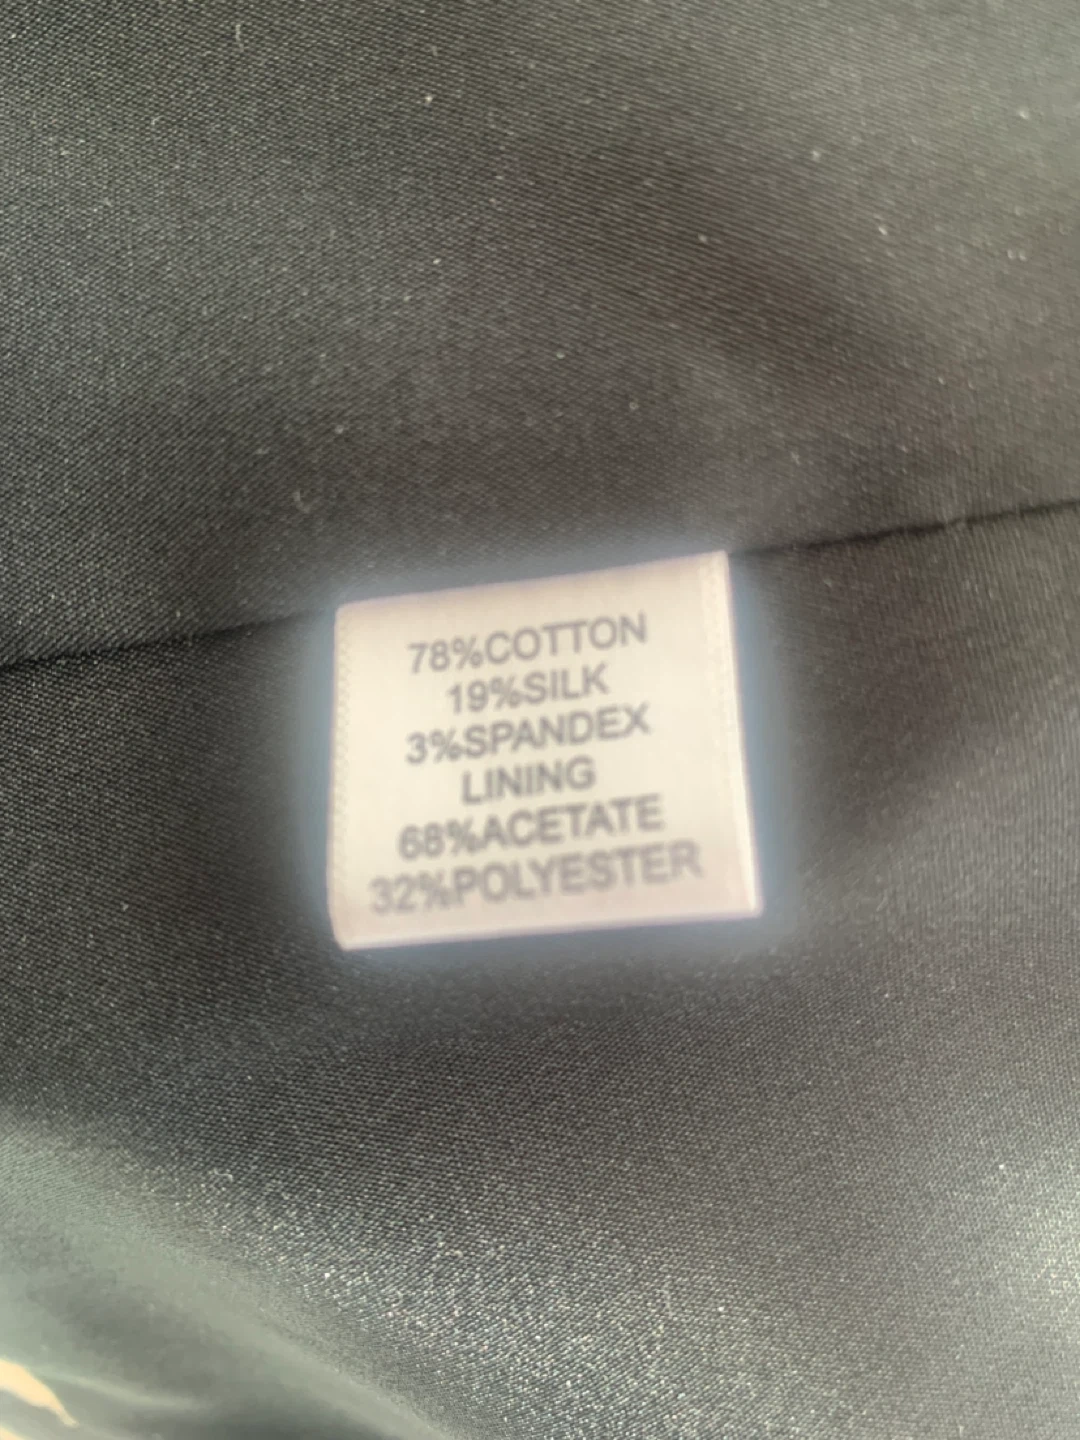 78%COTTON
19%SILK
3%SPANDEX
LINING
68%ACETATE
32%POLYESTER